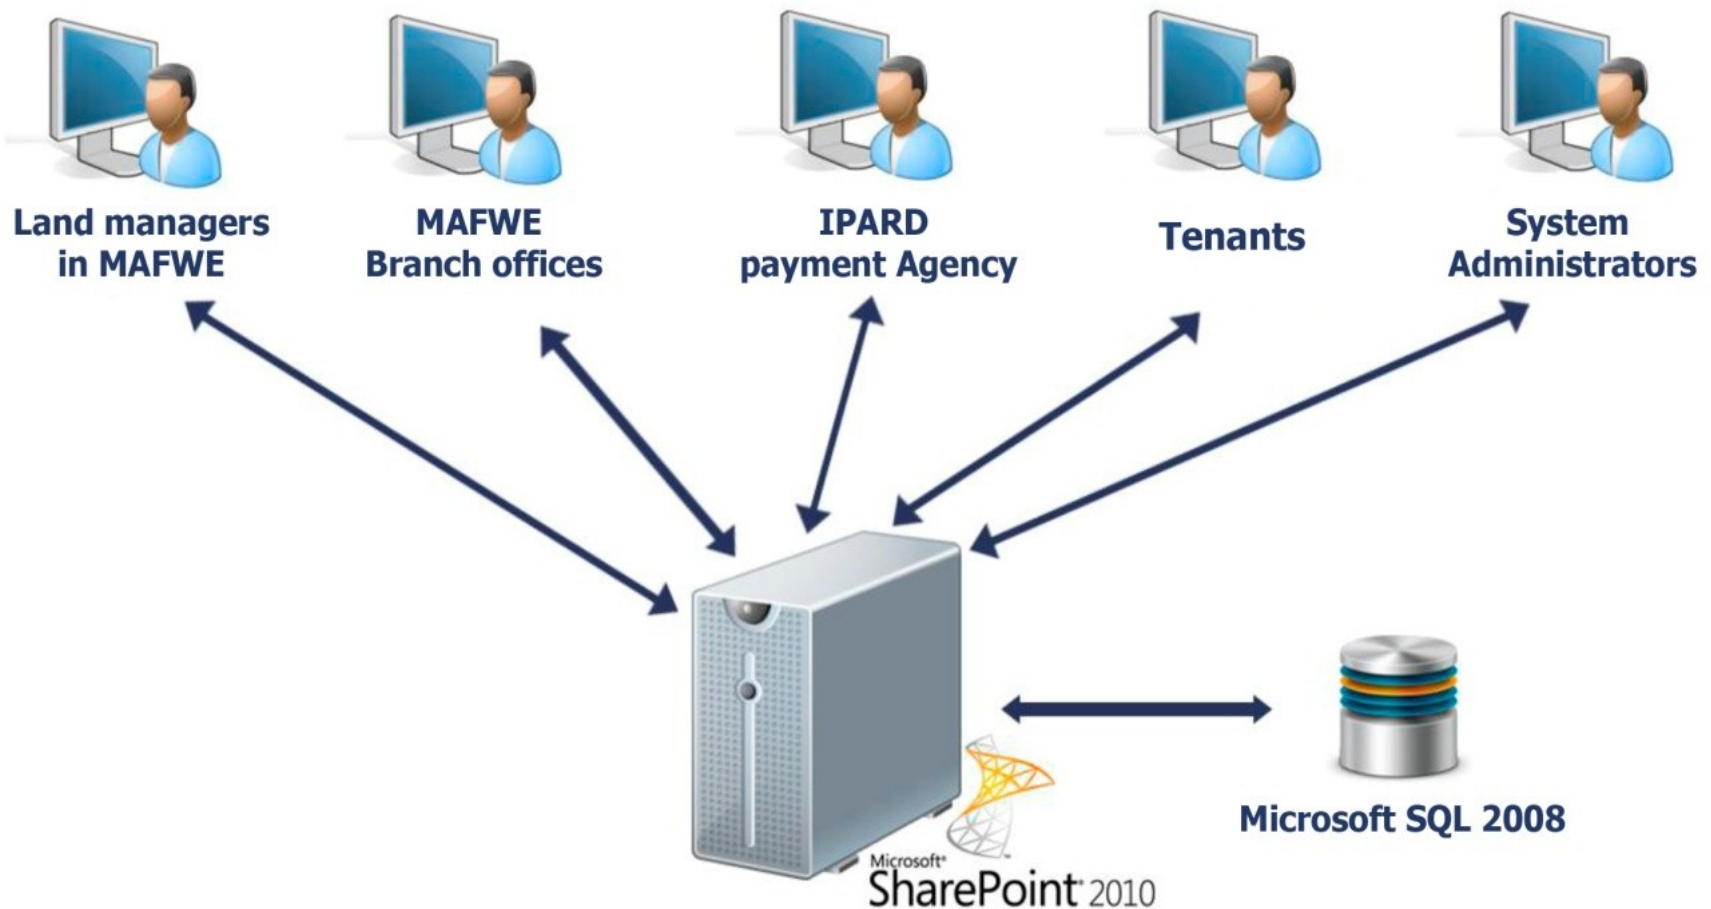 Land managers
in MAFWE
MAFWE
Branch offices
IPARD
payment Agency
Tenants
System
Administrators
Microsoft SQL 2008
Microsoft®
SharePoint® 2010